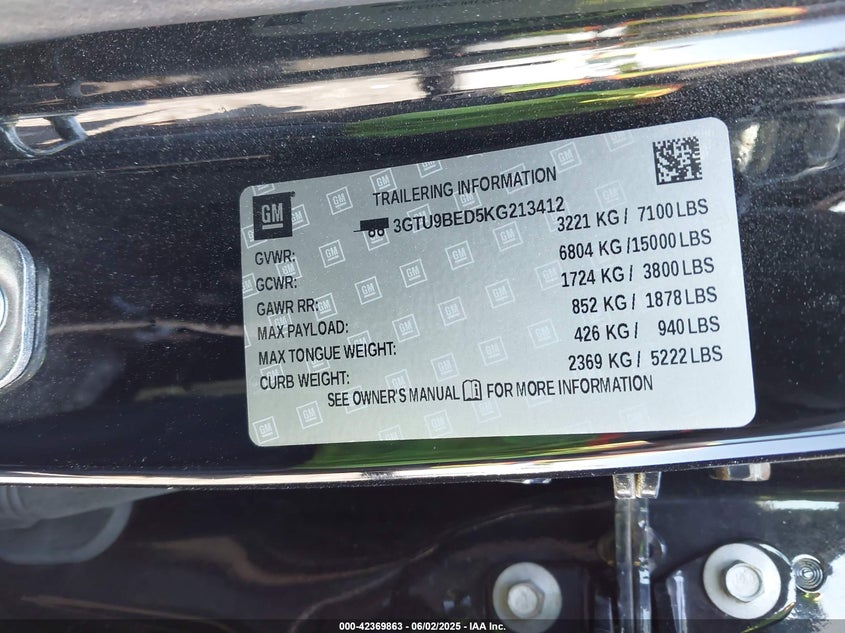 GM
TRAILERING INFORMATION
3GTU9BED5KG213412
GVWR: 3221 KG / 7100 LBS
GCWR: 6804 KG / 15000 LBS
GAWR RR: 1724 KG / 3800 LBS
MAX PAYLOAD: 852 KG / 1878 LBS
MAX TONGUE WEIGHT: 426 KG / 940 LBS
CURB WEIGHT: 2369 KG / 5222 LBS
SEE OWNER'S MANUAL FOR MORE INFORMATION
000-42369863 - 06/02/2025 - IAA Inc.